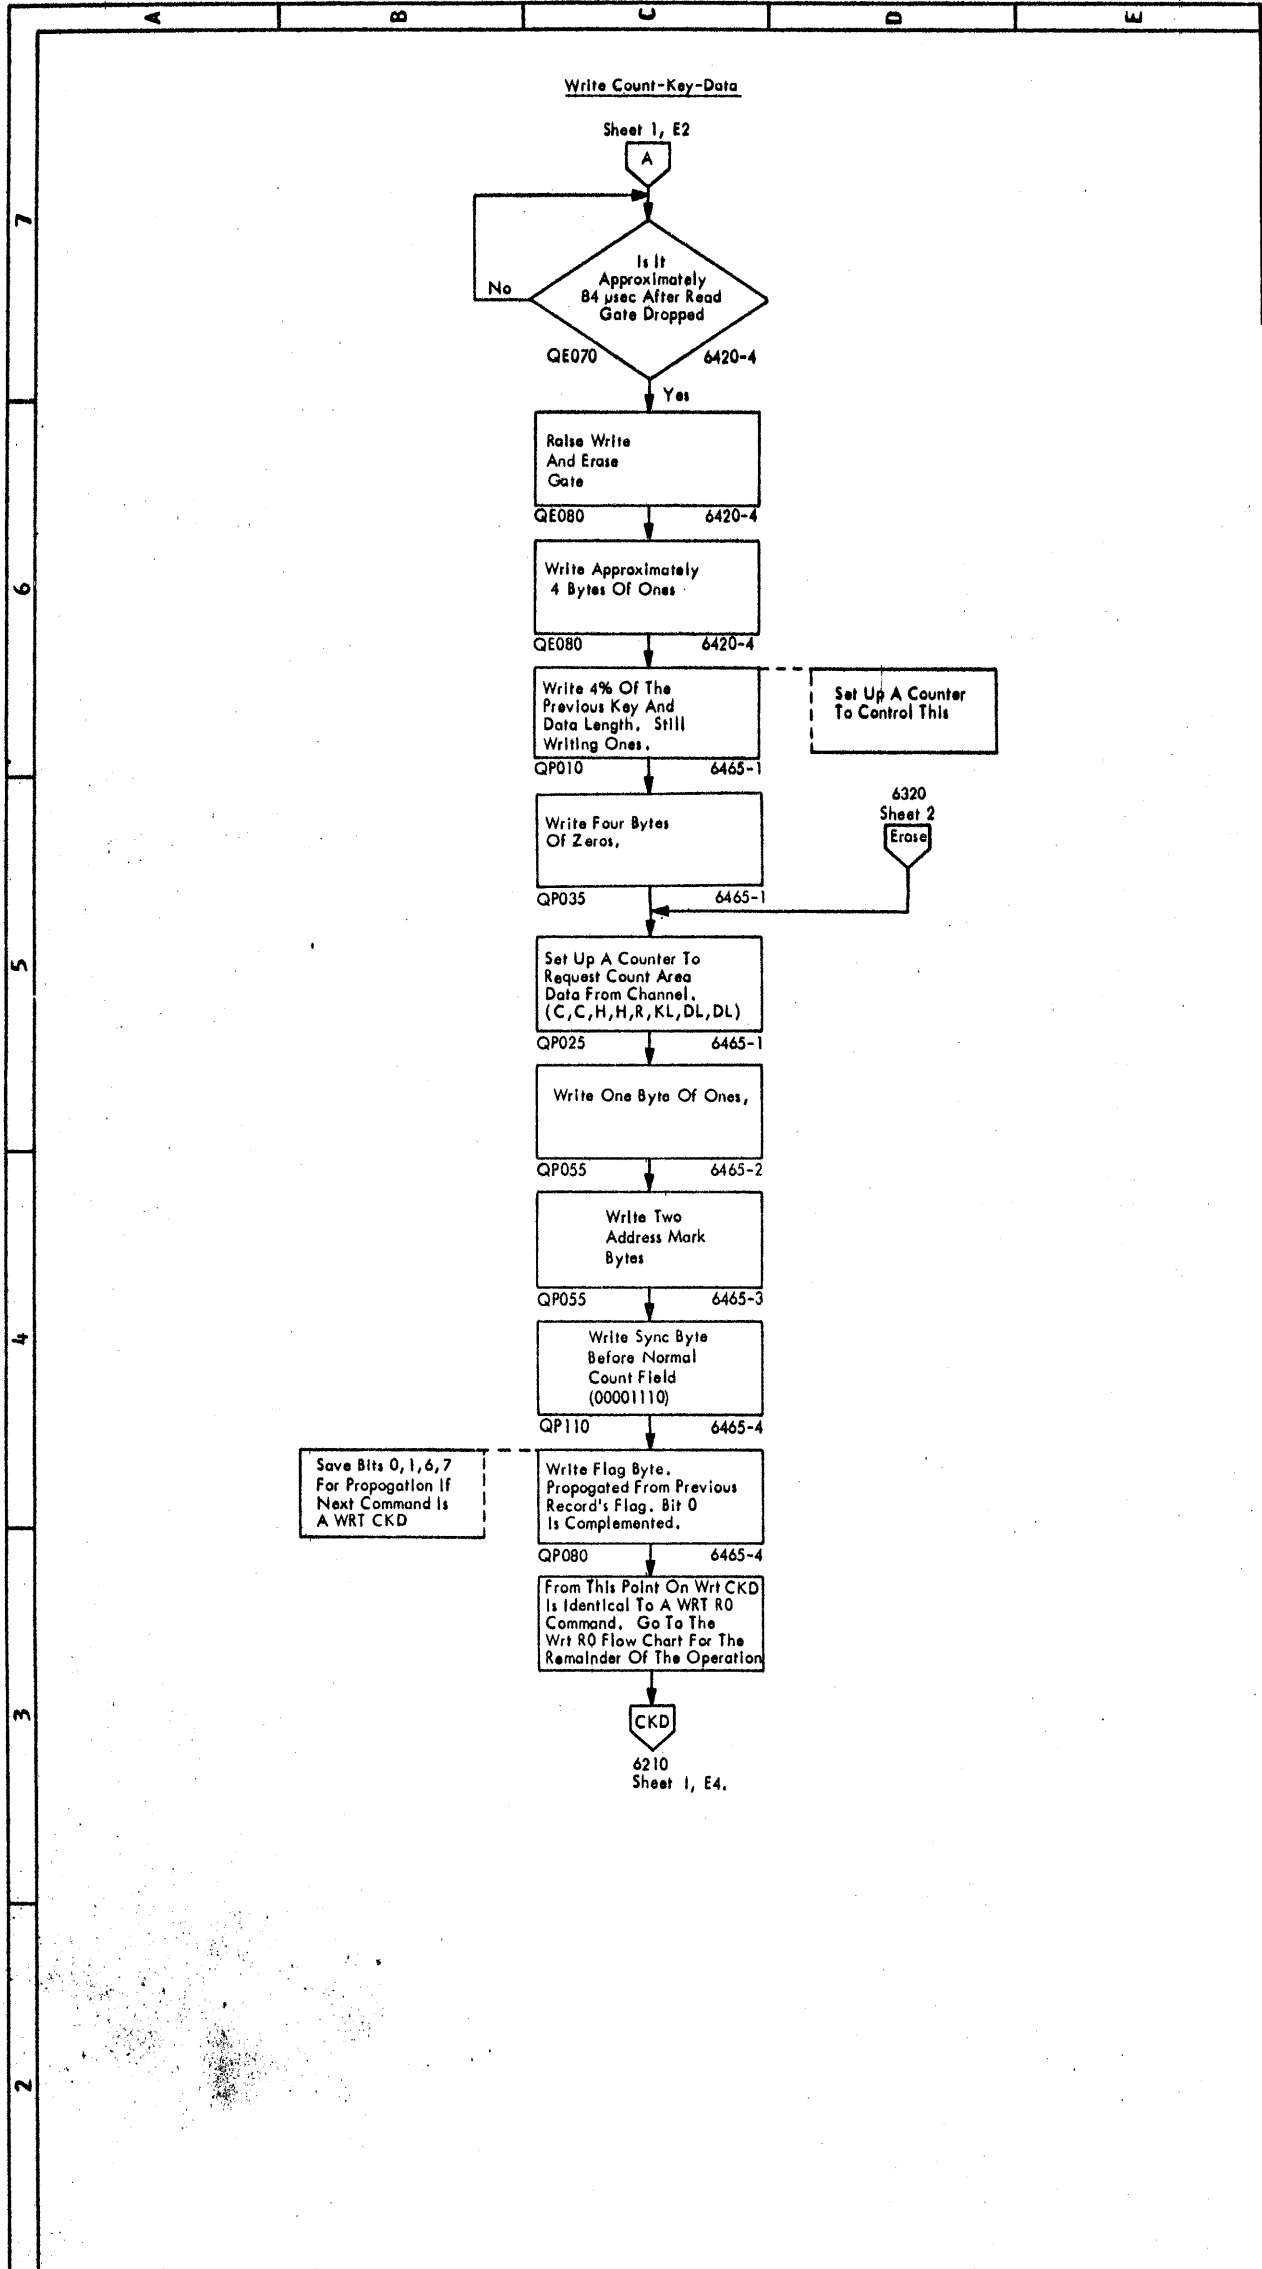 A
B
C
D
E
Write Count-Key-Data
Sheet 1, E2
A
7
Is It
Approximately
84 µsec After Read
Gate Dropped
No
QE070
6420-4
Yes
Raise Write
And Erase
Gate
QE080
6420-4
6
Write Approximately
4 Bytes Of Ones
QE080
6420-4
Write 4% Of The
Previous Key And
Data Length. Still
Writing Ones.
Set Up A Counter
To Control This
QP010
6465-1
6320
Sheet 2
Erase
Write Four Bytes
Of Zeros.
QP035
6465-1
5
Set Up A Counter To
Request Count Area
Data From Channel.
(C,C,H,H,R,KL,DL,DL)
QP025
6465-1
Write One Byte Of Ones,
QP055
6465-2
Write Two
Address Mark
Bytes
QP055
6465-3
4
Write Sync Byte
Before Normal
Count Field
(00001110)
QP110
6465-4
Save Bits 0,1,6,7
For Propogation If
Next Command Is
A WRT CKD
Write Flag Byte.
Propogated From Previous
Record's Flag. Bit 0
Is Complemented.
QP080
6465-4
From This Point On Wrt CKD
Is Identical To A WRT R0
Command. Go To The
Wrt R0 Flow Chart For The
Remainder Of The Operation
3
CKD
6210
Sheet 1, E4.
2